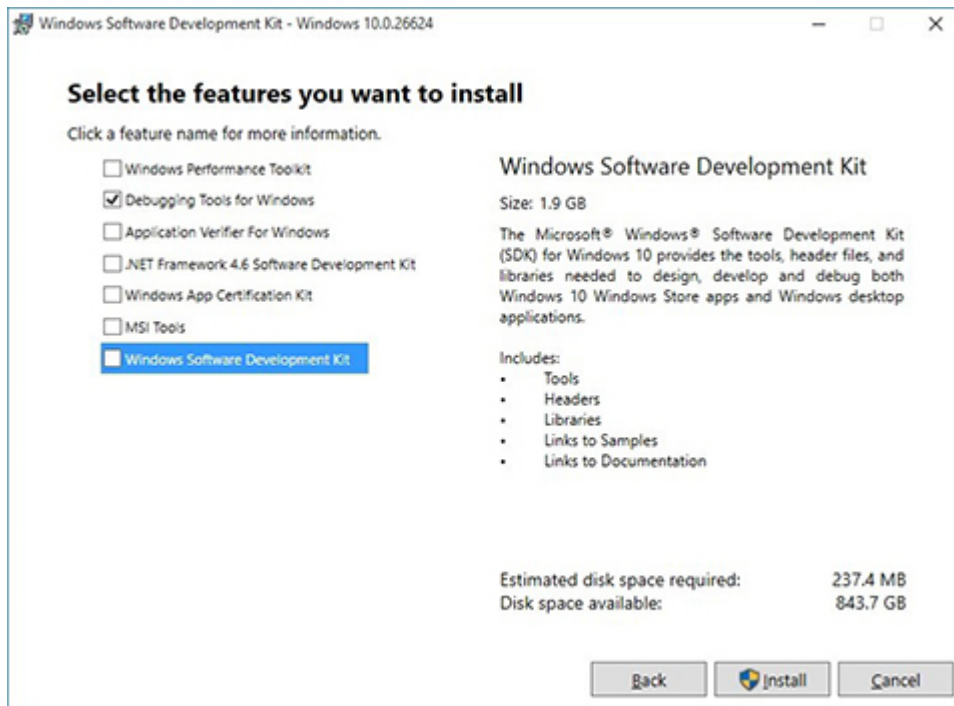 Windows Software Development Kit - Windows 10.0.26624
Select the features you want to install
Click a feature name for more information.
Windows Performance Toolkit
Debugging Tools for Windows
Application Verifier For Windows
.NET Framework 4.6 Software Development Kit
Windows App Certification Kit
MSI Tools
Windows Software Development Kit
Windows Software Development Kit
Size: 1.9 GB
The Microsoft® Windows® Software Development Kit
(SDK) for Windows 10 provides the tools, header files, and
libraries needed to design, develop and debug both
Windows 10 Windows Store apps and Windows desktop
applications.
Includes:
• Tools
• Headers
• Libraries
• Links to Samples
• Links to Documentation
Estimated disk space required: 237.4 MB
Disk space available: 843.7 GB
Back Install Cancel